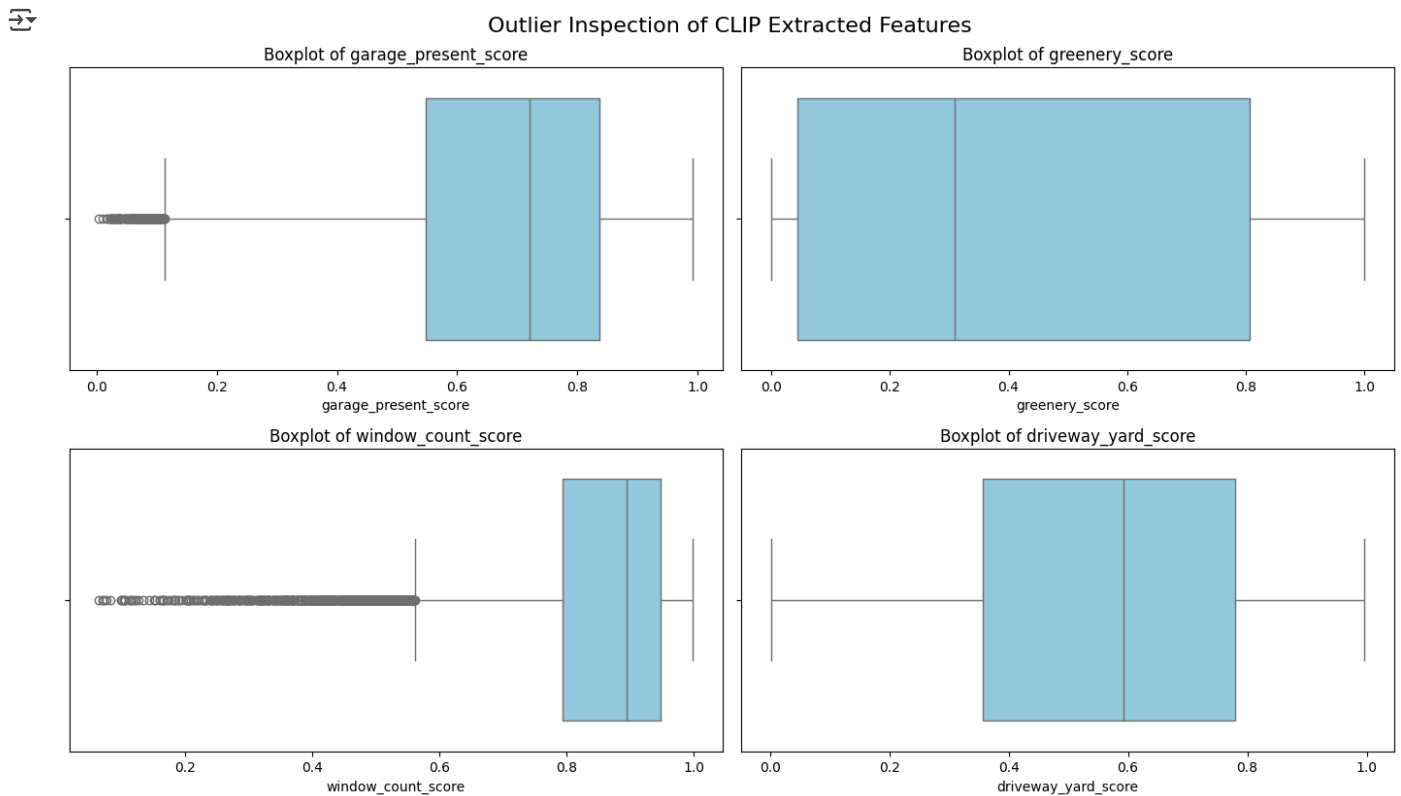 Outlier Inspection of CLIP Extracted Features
Boxplot of garage_present_score
Boxplot of greenery_score
0.0 0.2 0.4 0.6 0.8 1.0
garage_present_score
0.0 0.2 0.4 0.6 0.8 1.0
greenery_score
Boxplot of window_count_score
Boxplot of driveway_yard_score
0.2 0.4 0.6 0.8 1.0
window_count_score
0.0 0.2 0.4 0.6 0.8 1.0
driveway_yard_score